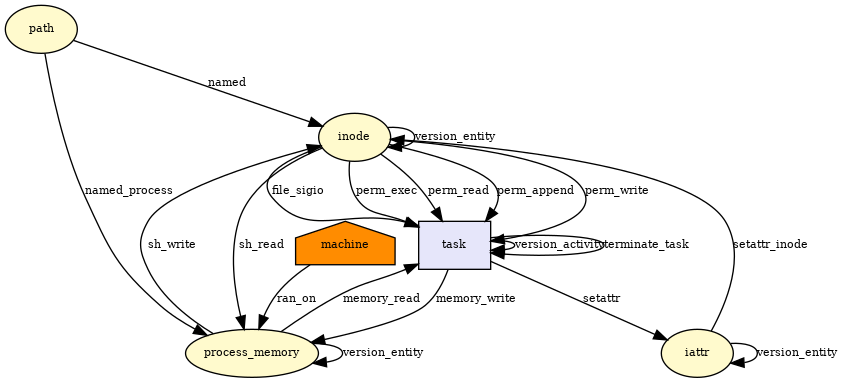 path
named
inode
version_entity
named_process
file_sigio
perm_exec
perm_read
perm_append
perm_write
sh_write
sh_read
machine
task
version_activity
terminate_task
setattr_inode
ran_on
memory_read
memory_write
setattr
process_memory
version_entity
iattr
version_entity